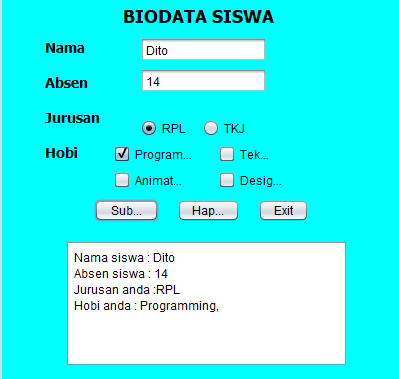 BIODATA SISWA
Nama Dito
Absen 14
Jurusan RPL TKJ
Hobi Program... Tek...
Animat... Desig...
Sub... Hap... Exit
Nama siswa : Dito
Absen siswa : 14
Jurusan anda :RPL
Hobi anda : Programming,